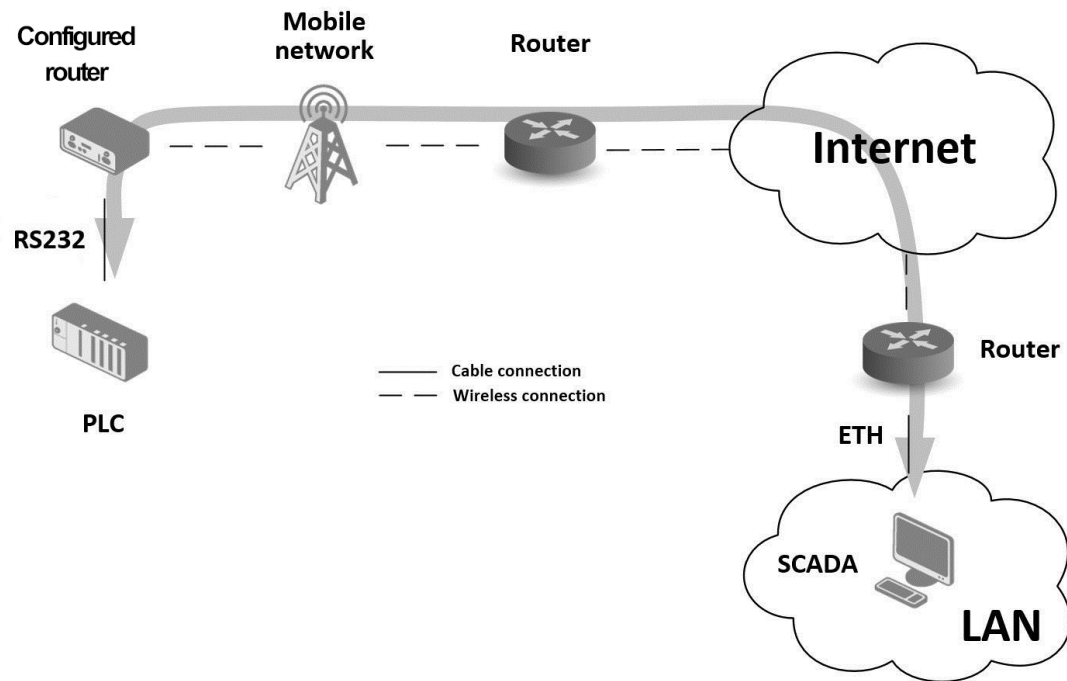 Configured
router
Mobile
network
Router
Internet
RS232
PLC
Cable connection
Wireless connection
Router
ETH
SCADA
LAN